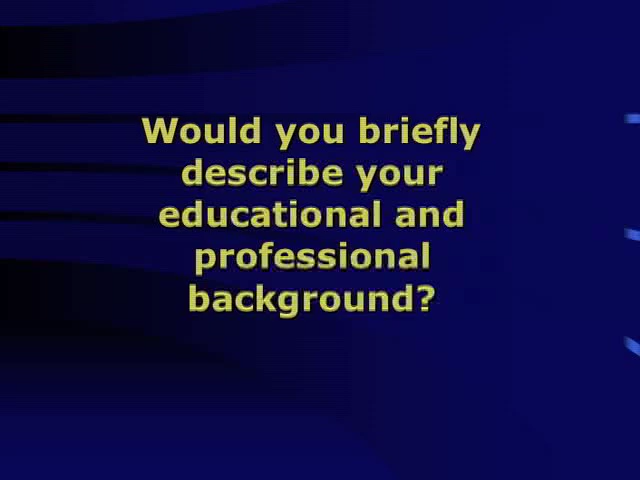 Would you briefly
describe your
educational and
professional
background?